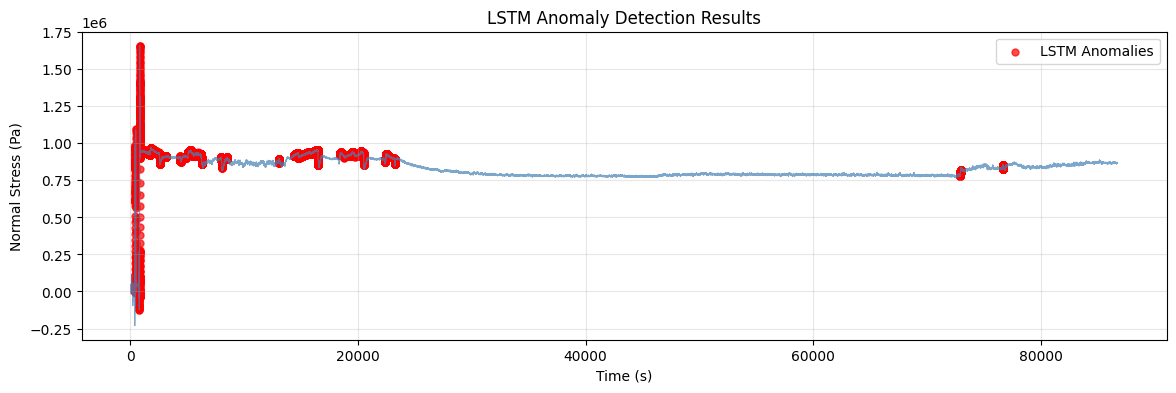 LSTM Anomaly Detection Results
1e6
LSTM Anomalies
Normal Stress (Pa)
1.75
1.50
1.25
1.00
0.75
0.50
0.25
0.00
−0.25
0 20000 40000 60000 80000
Time (s)